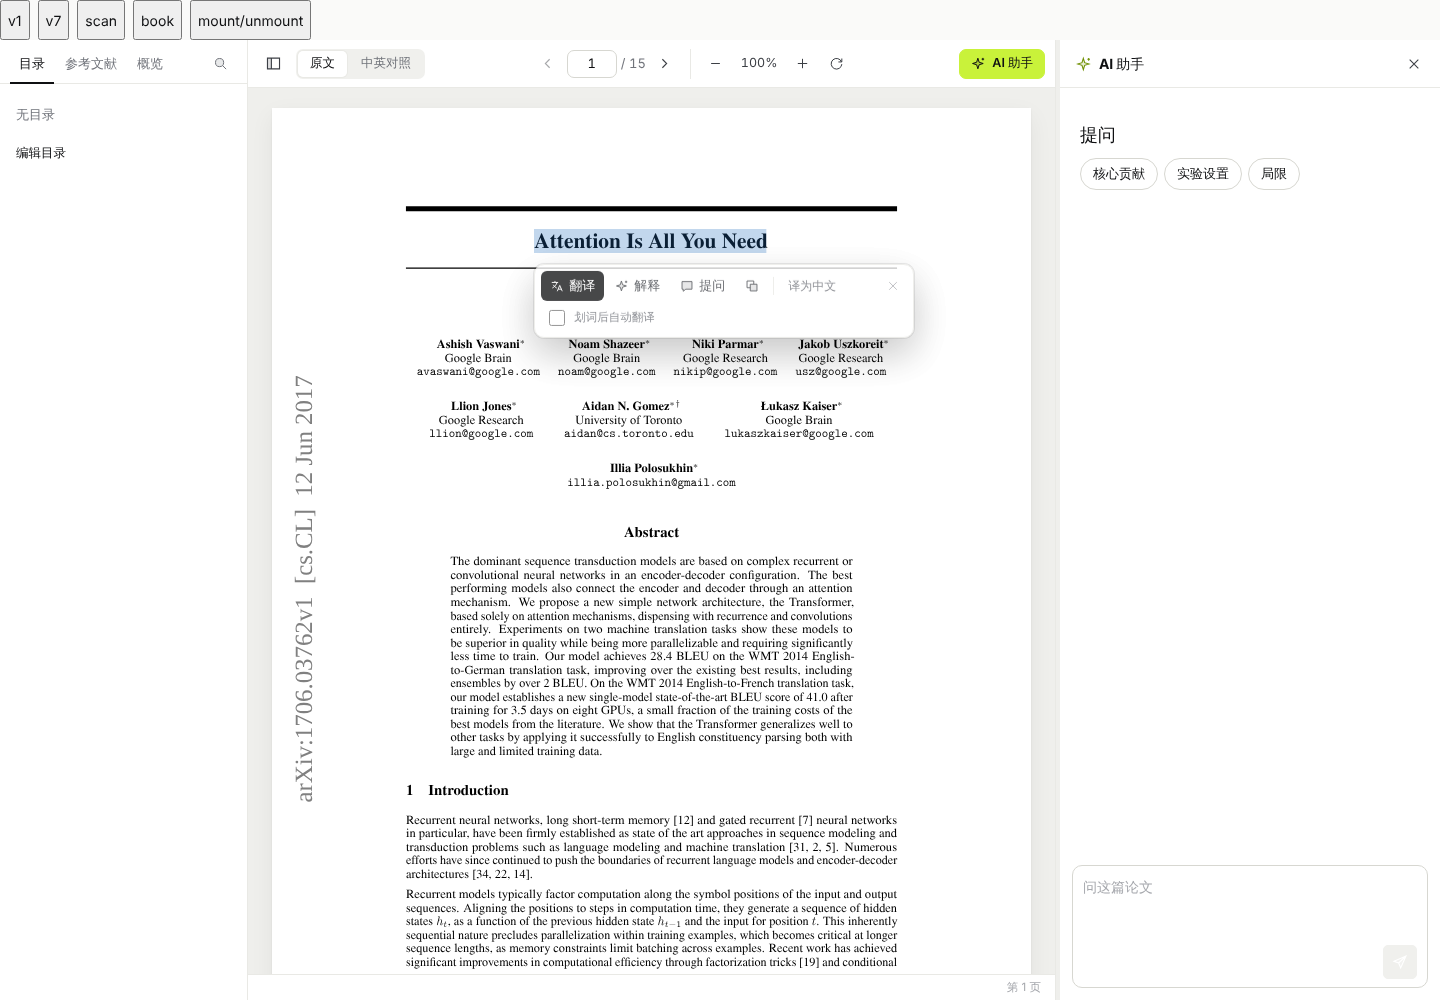 v1 v7 scan book mount/unmount
目录 参考文献 概览
无目录
编辑目录
原文 中英对照
1 / 15
100%
AI 助手
Attention Is All You Need
翻译 解释 提问 译为中文
划词后自动翻译
Ashish Vaswani* Noam Shazeer* Niki Parmar* Jakob Uszkoreit*
Google Brain Google Brain Google Research Google Research
avaswani@google.com noam@google.com nikip@google.com usz@google.com
Llion Jones* Aidan N. Gomez*† Łukasz Kaiser*
Google Research University of Toronto Google Brain
llion@google.com aidan@cs.toronto.edu lukaszkaiser@google.com
Illia Polosukhin*
illia.polosukhin@gmail.com
arXiv:1706.03762v1 [cs.CL] 12 Jun 2017
Abstract
The dominant sequence transduction models are based on complex recurrent or
convolutional neural networks in an encoder-decoder configuration. The best
performing models also connect the encoder and decoder through an attention
mechanism. We propose a new simple network architecture, the Transformer,
based solely on attention mechanisms, dispensing with recurrence and convolutions
entirely. Experiments on two machine translation tasks show these models to
be superior in quality while being more parallelizable and requiring significantly
less time to train. Our model achieves 28.4 BLEU on the WMT 2014 English-
to-German translation task, improving over the existing best results, including
ensembles by over 2 BLEU. On the WMT 2014 English-to-French translation task,
our model establishes a new single-model state-of-the-art BLEU score of 41.0 after
training for 3.5 days on eight GPUs, a small fraction of the training costs of the
best models from the literature. We show that the Transformer generalizes well to
other tasks by applying it successfully to English constituency parsing both with
large and limited training data.
1 Introduction
Recurrent neural networks, long short-term memory [12] and gated recurrent [7] neural networks
in particular, have been firmly established as state of the art approaches in sequence modeling and
transduction problems such as language modeling and machine translation [31, 2, 5]. Numerous
efforts have since continued to push the boundaries of recurrent language models and encoder-decoder
architectures [34, 22, 14].
Recurrent models typically factor computation along the symbol positions of the input and output
sequences. Aligning the positions to steps in computation time, they generate a sequence of hidden
states hₜ, as a function of the previous hidden state hₜ₋₁ and the input for position t. This inherently
sequential nature precludes parallelization within training examples, which becomes critical at longer
sequence lengths, as memory constraints limit batching across examples. Recent work has achieved
significant improvements in computational efficiency through factorization tricks [19] and conditional
第 1 页
AI 助手
提问
核心贡献 实验设置 局限
问这篇论文